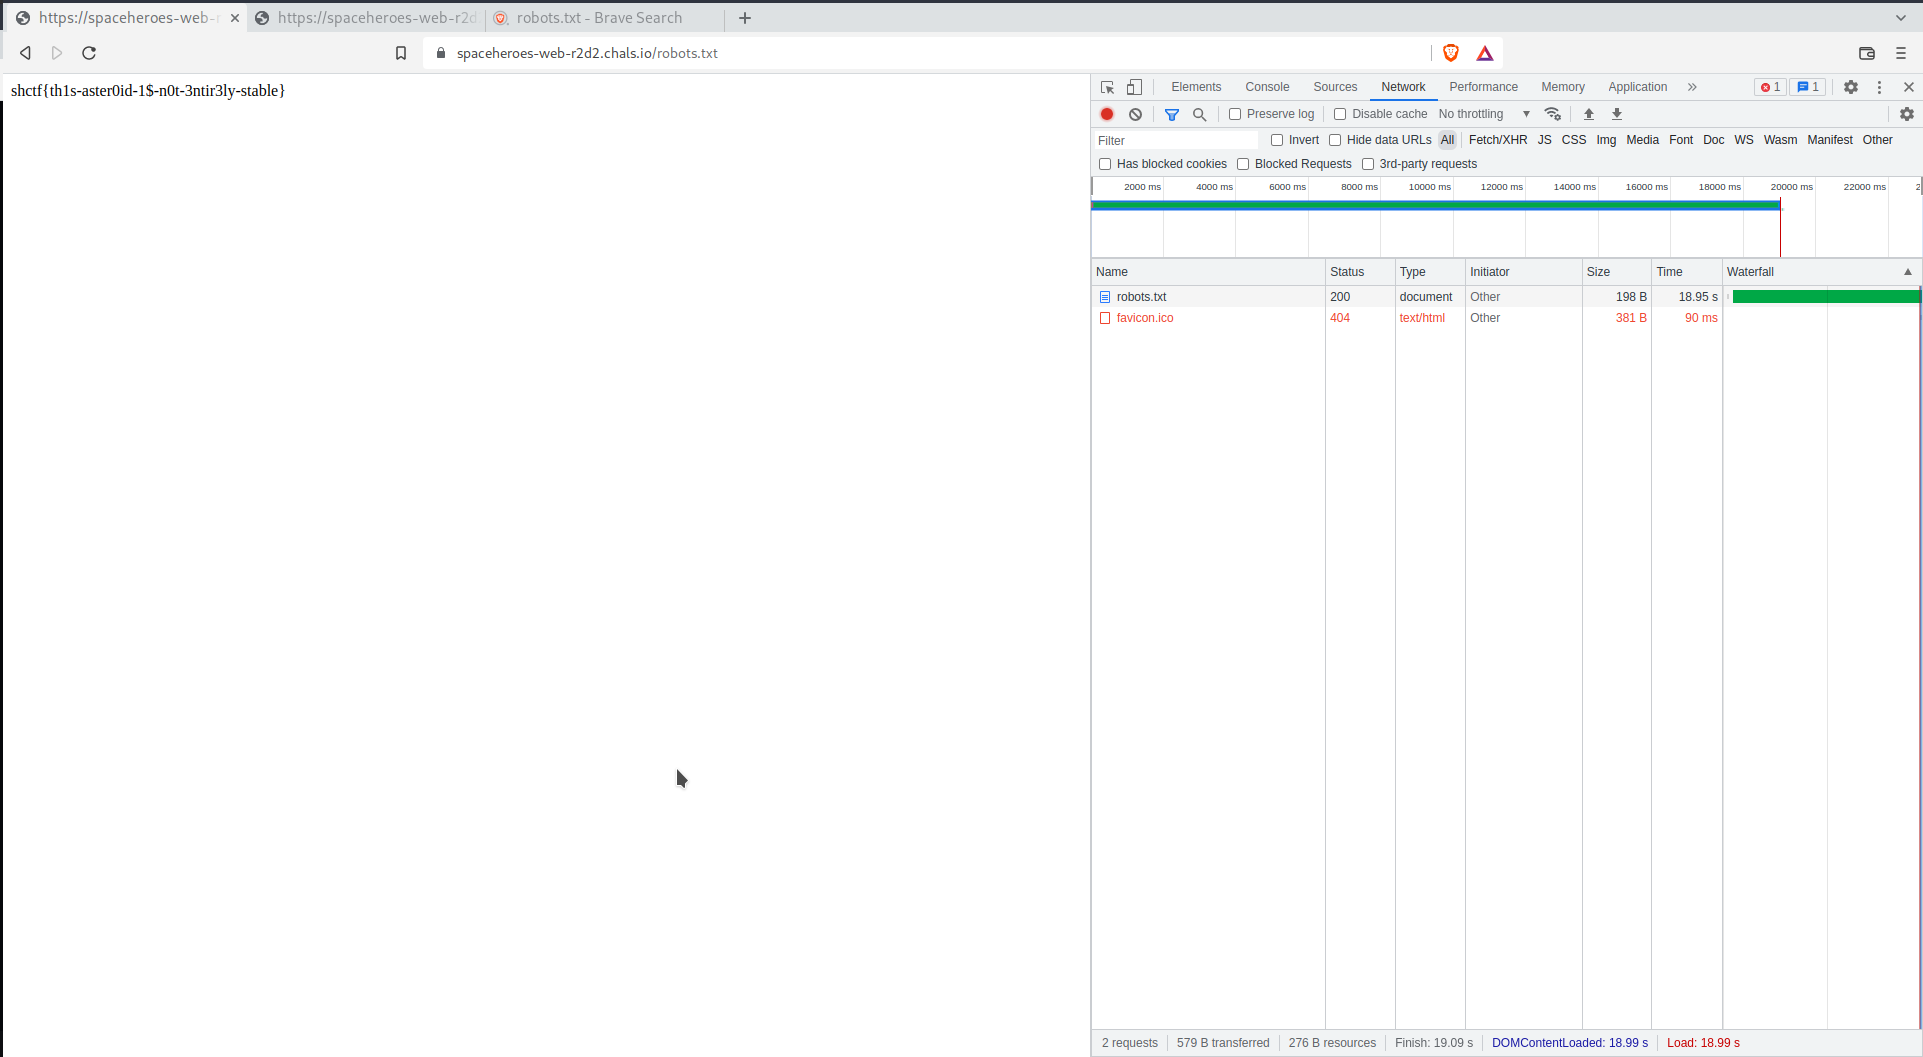 https://spaceheroes-web-r
https://spaceheroes-web-r2d
robots.txt - Brave Search
spaceheroes-web-r2d2.chals.io/robots.txt
shctf{th1s-aster0id-1$-n0t-3ntir3ly-stable}
Elements Console Sources Network Performance Memory Application » 1 1
Preserve log Disable cache No throttling
Filter Invert Hide data URLs All Fetch/XHR JS CSS Img Media Font Doc WS Wasm Manifest Other
Has blocked cookies Blocked Requests 3rd-party requests
2000 ms 4000 ms 6000 ms 8000 ms 10000 ms 12000 ms 14000 ms 16000 ms 18000 ms 20000 ms 22000 ms 2
Name Status Type Initiator Size Time Waterfall
robots.txt 200 document Other 198 B 18.95 s
favicon.ico 404 text/html Other 381 B 90 ms
2 requests 579 B transferred 276 B resources Finish: 19.09 s DOMContentLoaded: 18.99 s Load: 18.99 s